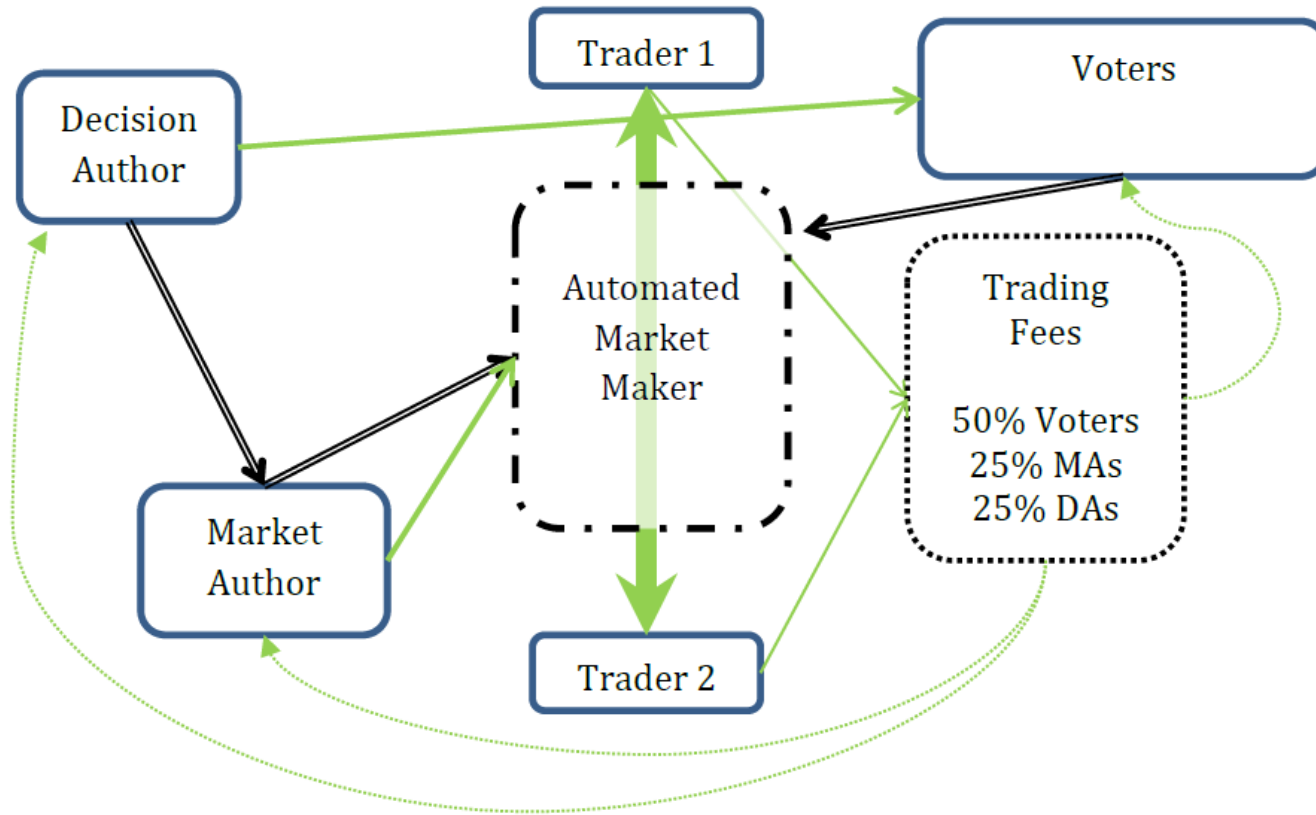 Trader 1
Voters
Decision
Author
Automated
Market
Maker
Trading
Fees
50% Voters
25% MAs
25% DAs
Market
Author
Trader 2